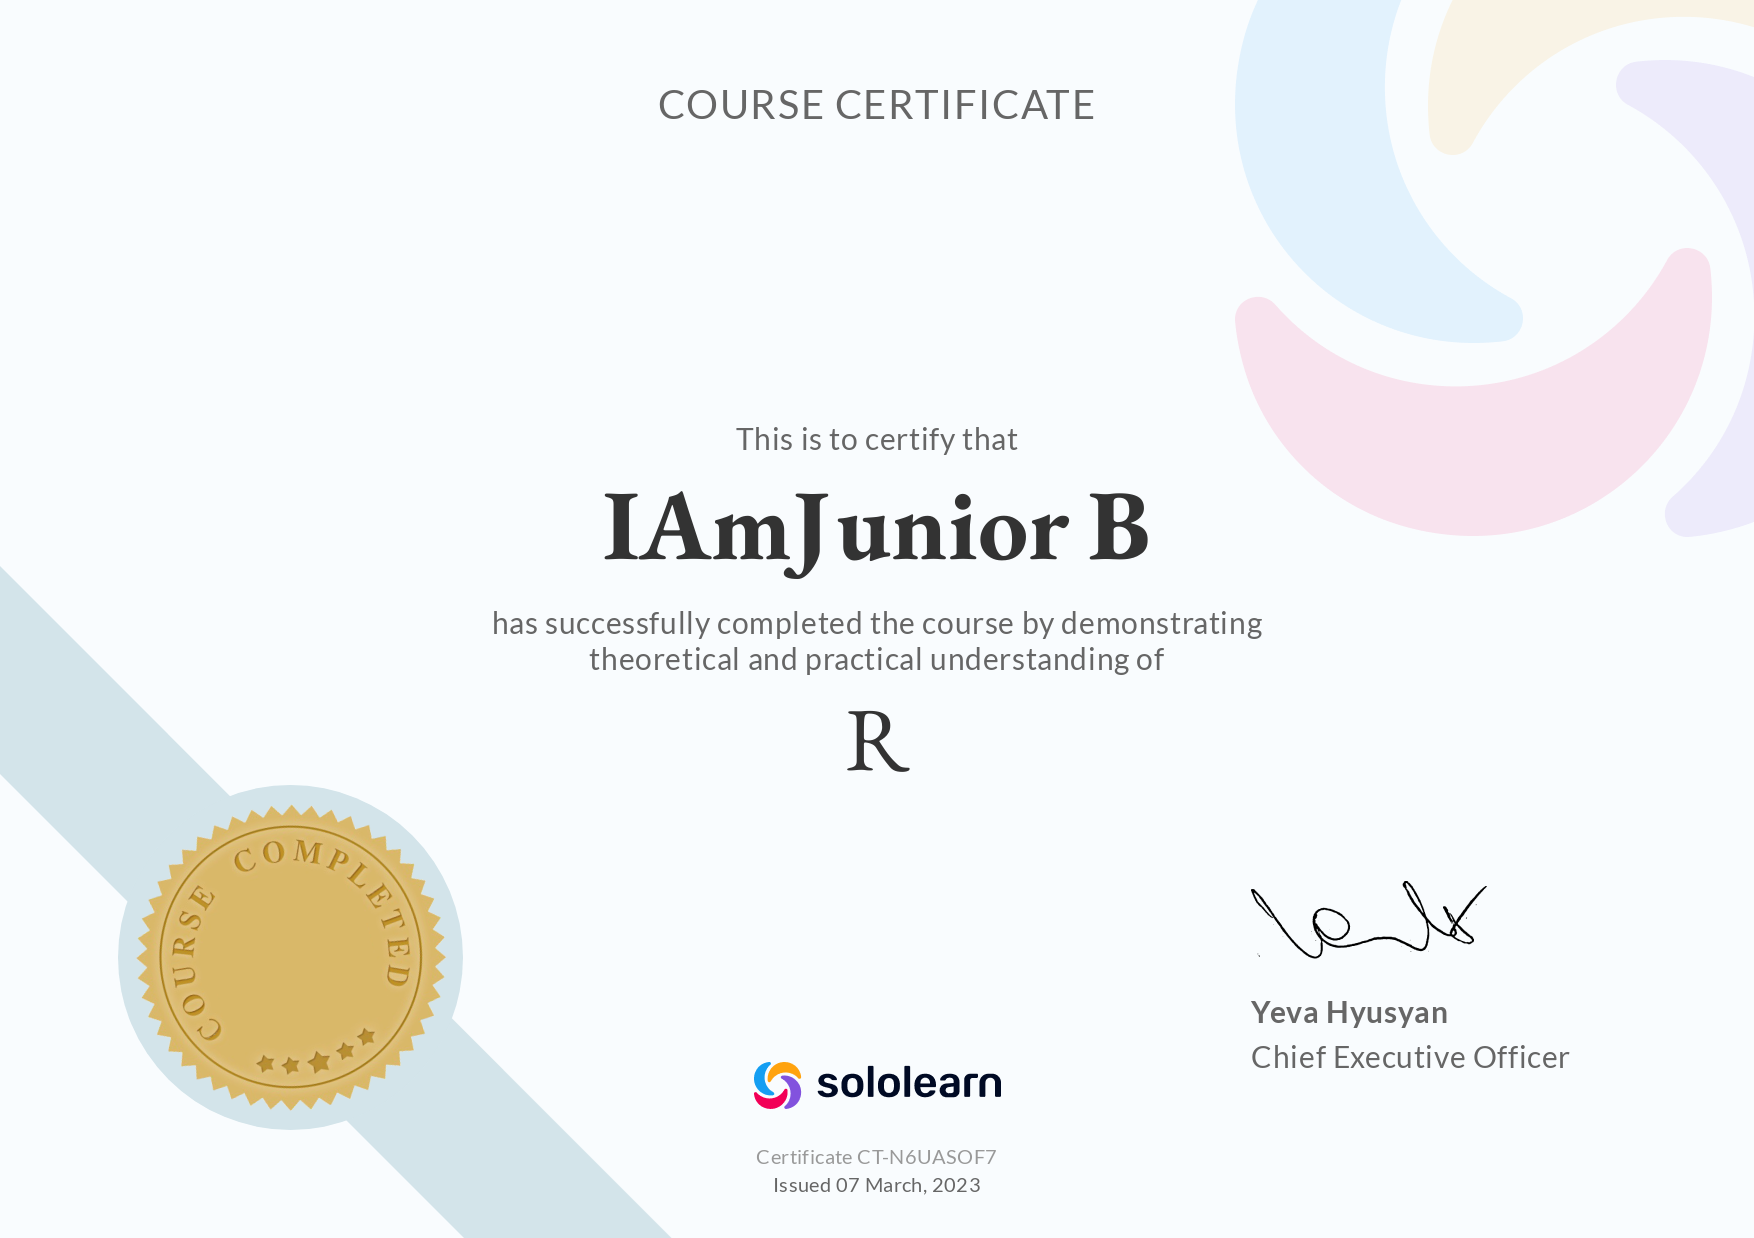 COURSE CERTIFICATE
This is to certify that
IAmJunior B
has successfully completed the course by demonstrating
theoretical and practical understanding of
R
COURSE COMPLETED
Yeva Hyusyan
Chief Executive Officer
sololearn
Certificate CT-N6UASOF7
Issued 07 March, 2023